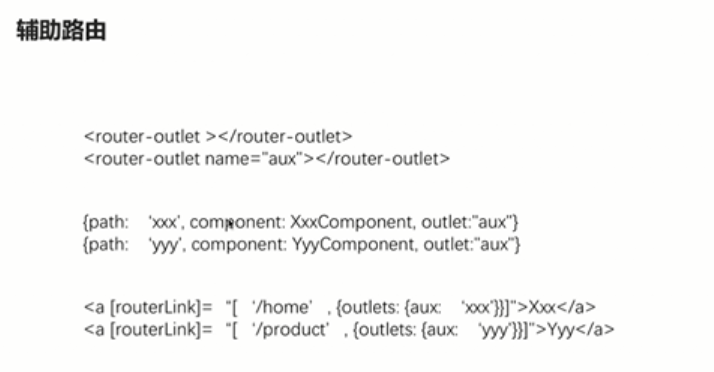 辅助路由
<router-outlet ></router-outlet>
<router-outlet name="aux"></router-outlet>
{path: 'xxx', component: XxxComponent, outlet:"aux"}
{path: 'yyy', component: YyyComponent, outlet:"aux"}
<a [routerLink]= "[ '/home' , {outlets: {aux: 'xxx'}}]">Xxx</a>
<a [routerLink]= "[ '/product' , {outlets: {aux: 'yyy'}}]">Yyy</a>